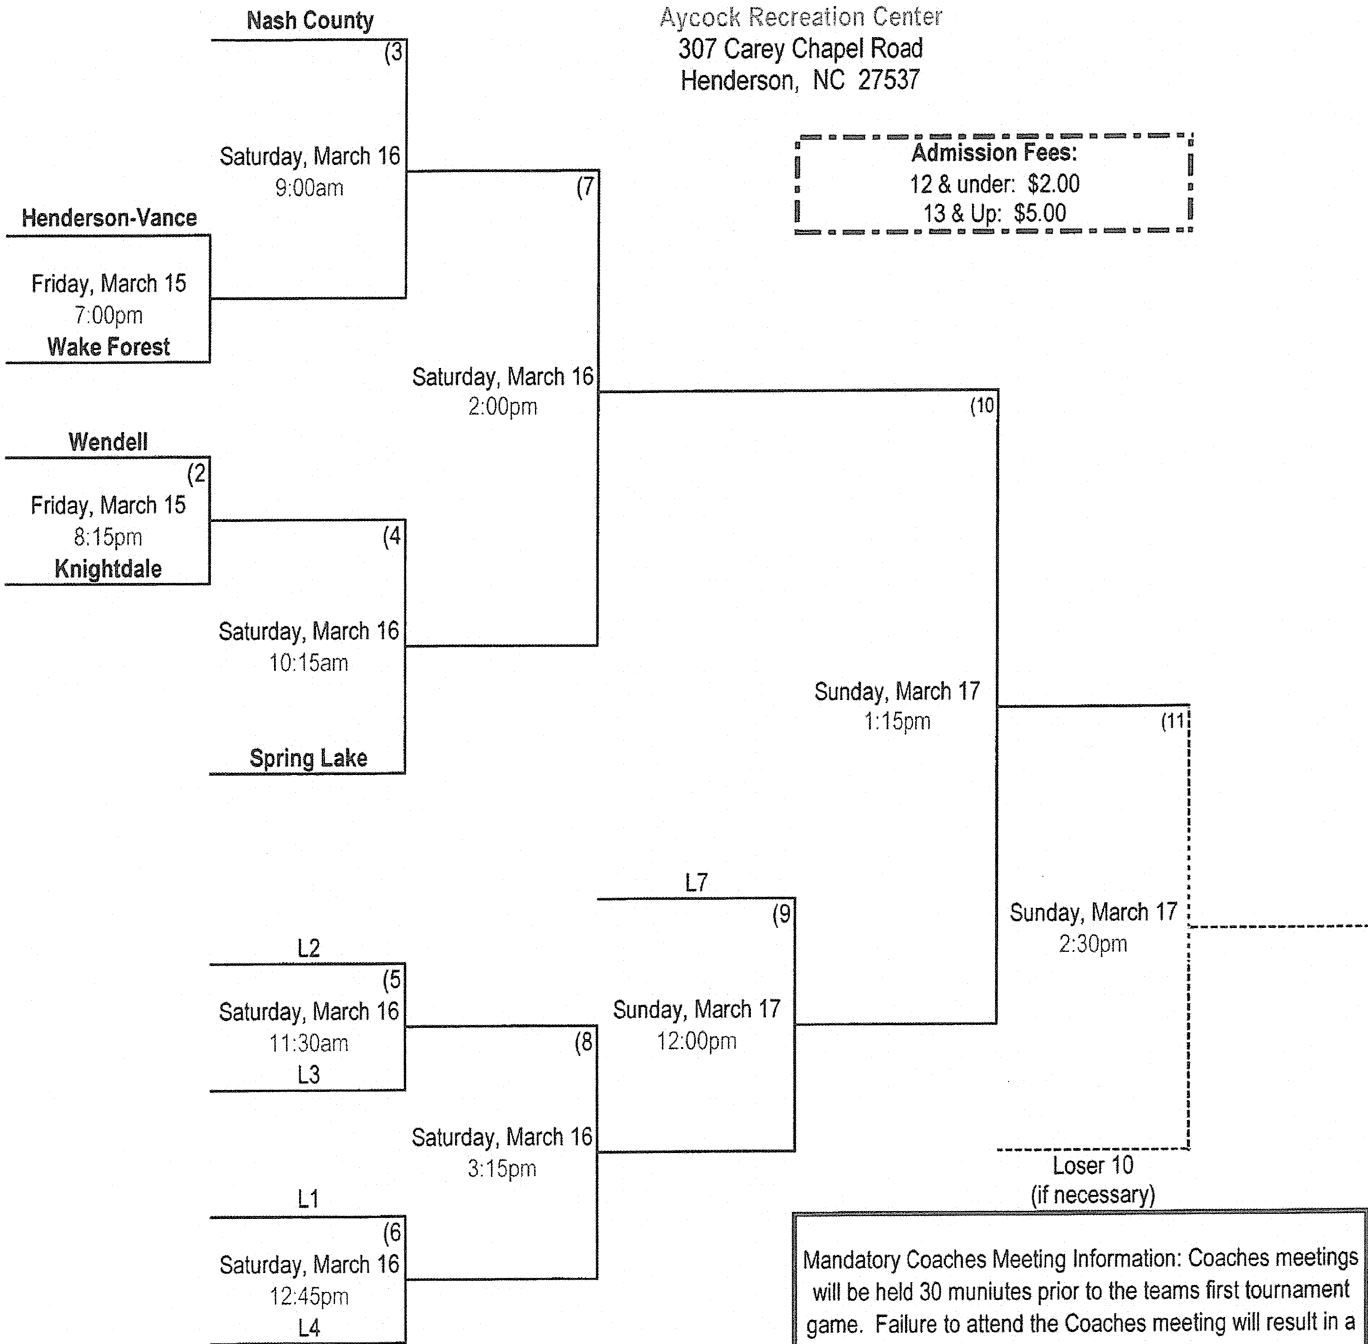 Nash County
Aycock Recreation Center
307 Carey Chapel Road
Henderson, NC 27537
(3
Saturday, March 16
9:00am
Admission Fees:
12 & under: $2.00
13 & Up: $5.00
(7
Henderson-Vance
Friday, March 15
7:00pm
Wake Forest
Saturday, March 16
2:00pm
(10
Wendell
(2
Friday, March 15
8:15pm
Knightdale
(4
Saturday, March 16
10:15am
Spring Lake
Sunday, March 17
1:15pm
(11
L7
(9
Sunday, March 17
2:30pm
L2
(5
Saturday, March 16
11:30am
L3
Sunday, March 17
12:00pm
(8
Saturday, March 16
3:15pm
Loser 10
(if necessary)
L1
(6
Saturday, March 16
12:45pm
L4
Mandatory Coaches Meeting Information: Coaches meetings
will be held 30 muniutes prior to the teams first tournament
game. Failure to attend the Coaches meeting will result in a